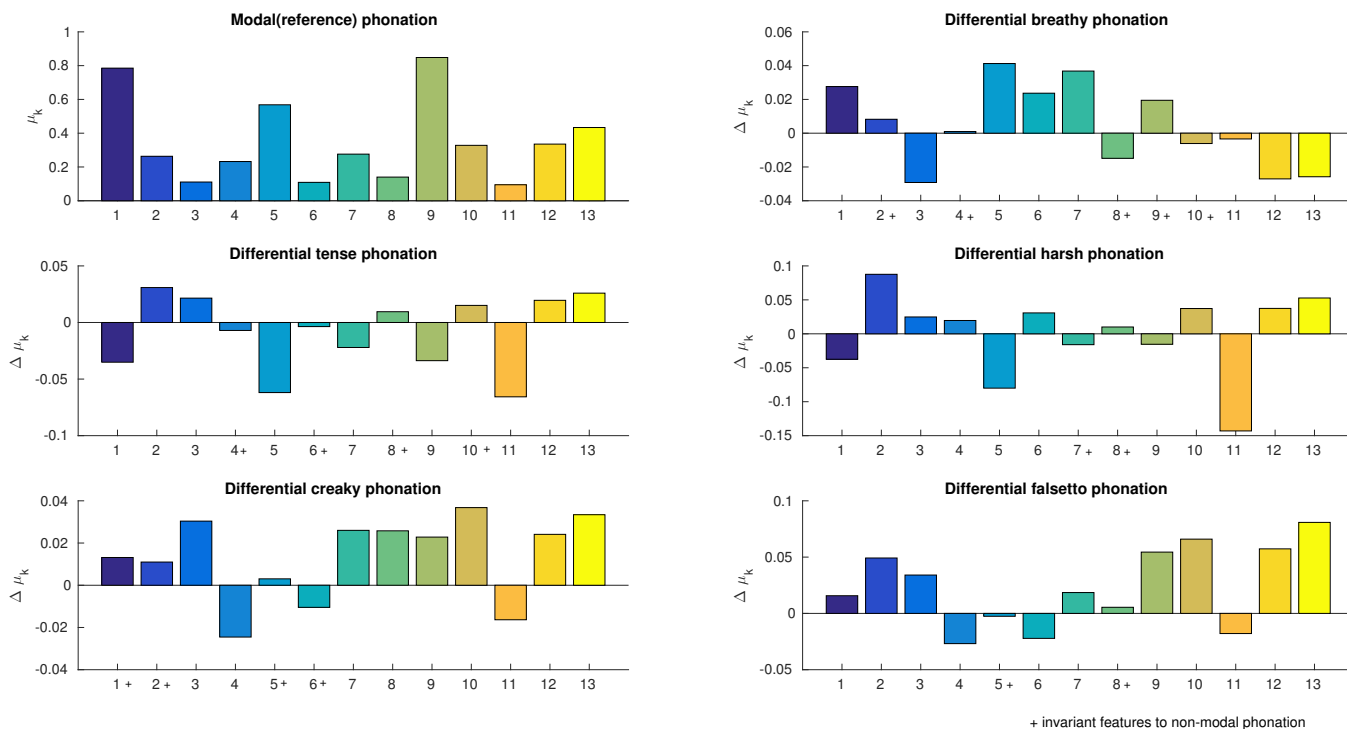 Modal(reference) phonation
1
0.8
0.6
0.4
0.2
0
μk
1 2 3 4 5 6 7 8 9 10 11 12 13
Differential breathy phonation
0.06
0.04
0.02
0
-0.02
-0.04
Δ μk
1 2 + 3 4 + 5 6 7 8 + 9 + 10 + 11 12 13
Differential tense phonation
0.05
0
-0.05
-0.1
Δ μk
1 2 3 4 + 5 6 + 7 8 + 9 10 + 11 12 13
Differential harsh phonation
0.1
0.05
0
-0.05
-0.1
-0.15
Δ μk
1 2 3 4 5 6 7 + 8 + 9 10 11 12 13
Differential creaky phonation
0.04
0.02
0
-0.02
-0.04
Δ μk
1 + 2 + 3 4 5 + 6 + 7 8 9 10 11 12 13
Differential falsetto phonation
0.1
0.05
0
-0.05
Δ μk
1 2 3 4 5 + 6 7 8 + 9 10 11 12 13
+ invariant features to non-modal phonation